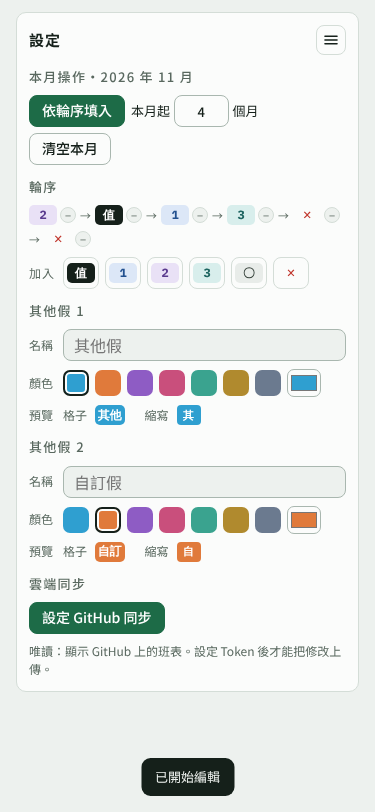 設定
本月操作・2026 年 11 月
依輪序填入 本月起 4 個月
清空本月
輪序
2 − → 值 − → 1 − → 3 − → × −
→ × −
加入 值 1 2 3 〇 ×
其他假 1
名稱 其他假
顏色
預覽 格子 其他 縮寫 其
其他假 2
名稱 自訂假
顏色
預覽 格子 自訂 縮寫 自
雲端同步
設定 GitHub 同步
唯讀：顯示 GitHub 上的班表。設定 Token 後才能把修改上
傳。
已開始編輯